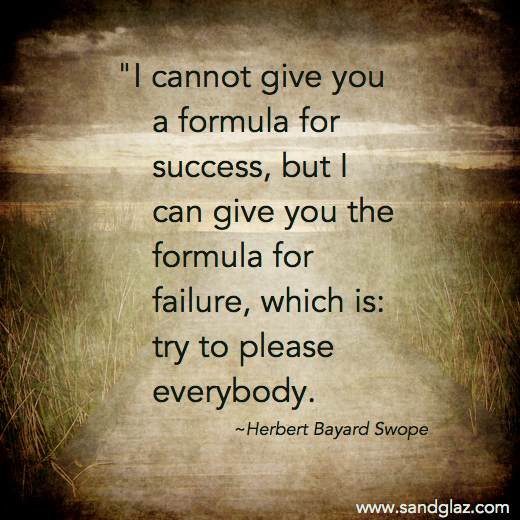 "I cannot give you
a formula for
success, but I
can give you the
formula for
failure, which is:
try to please
everybody.
~Herbert Bayard Swope
www.sandglaz.com